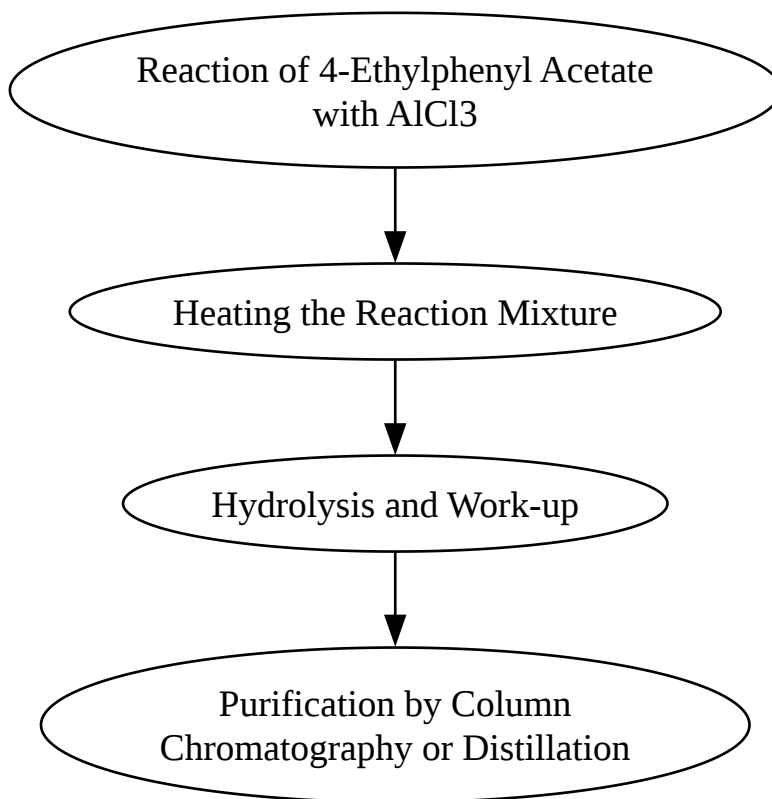 Reaction of 4-Ethylphenyl Acetate
with AlCl3
Heating the Reaction Mixture
Hydrolysis and Work-up
Purification by Column
Chromatography or Distillation